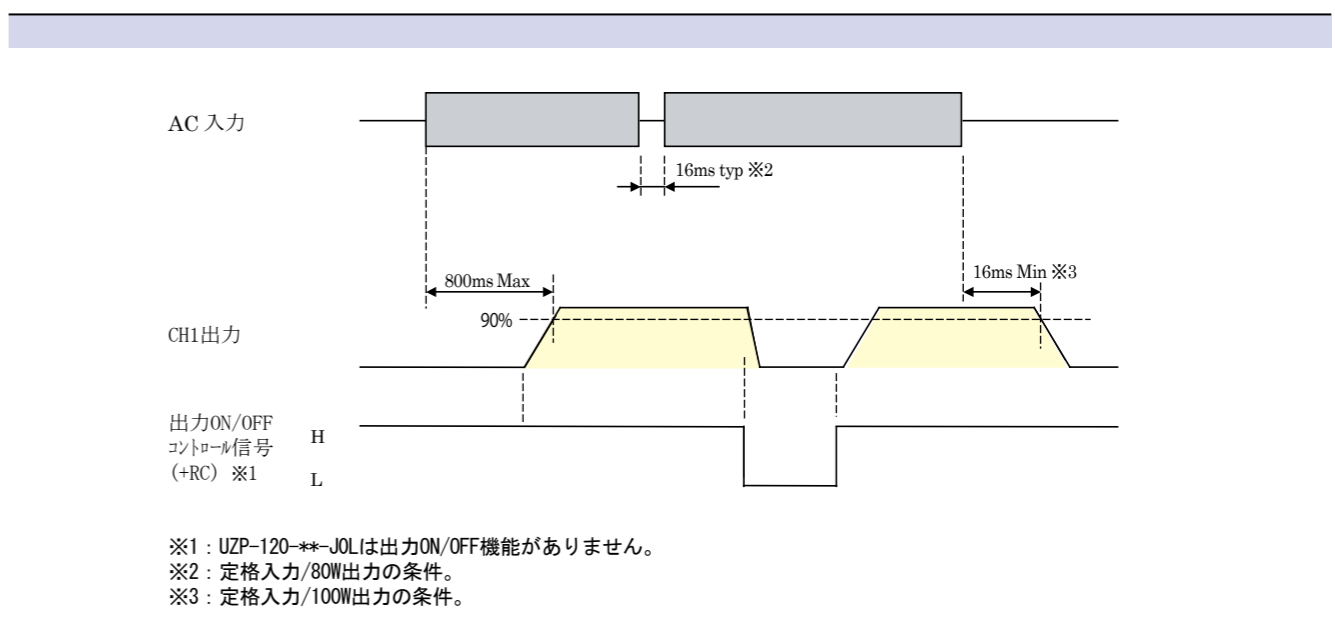 AC 入力
16ms typ ※2
800ms Max
16ms Min ※3
90%
CH1出力
出力ON/OFF
ｺﾝﾄﾛｰﾙ信号
(+RC) ※1
H
L
※1：UZP-120-**-J0Lは出力ON/OFF機能がありません。
※2：定格入力/80W出力の条件。
※3：定格入力/100W出力の条件。